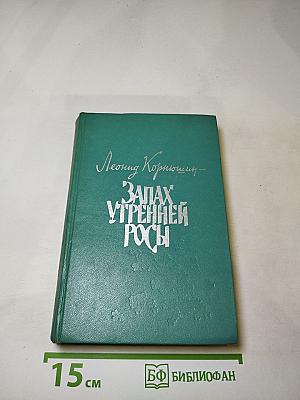 Леонид Корнюшин
ЗАПАХ
УТРЕННЕЙ
РОСЫ
15 см
БФ БИБЛИОФАН